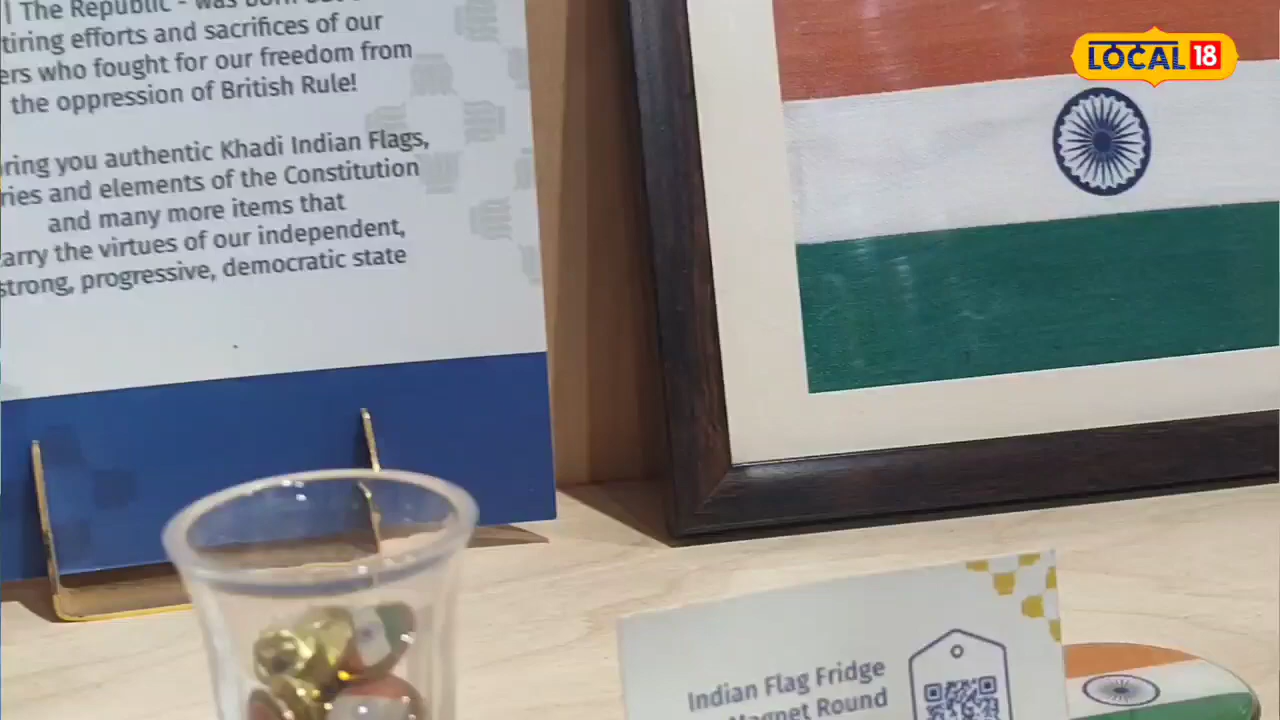 | The Republic - was born out
tiring efforts and sacrifices of our
ers who fought for our freedom from
the oppression of British Rule!
ring you authentic Khadi Indian Flags,
ries and elements of the Constitution
and many more items that
arry the virtues of our independent,
strong, progressive, democratic state
LOCAL 18
Indian Flag Fridge
Magnet Round